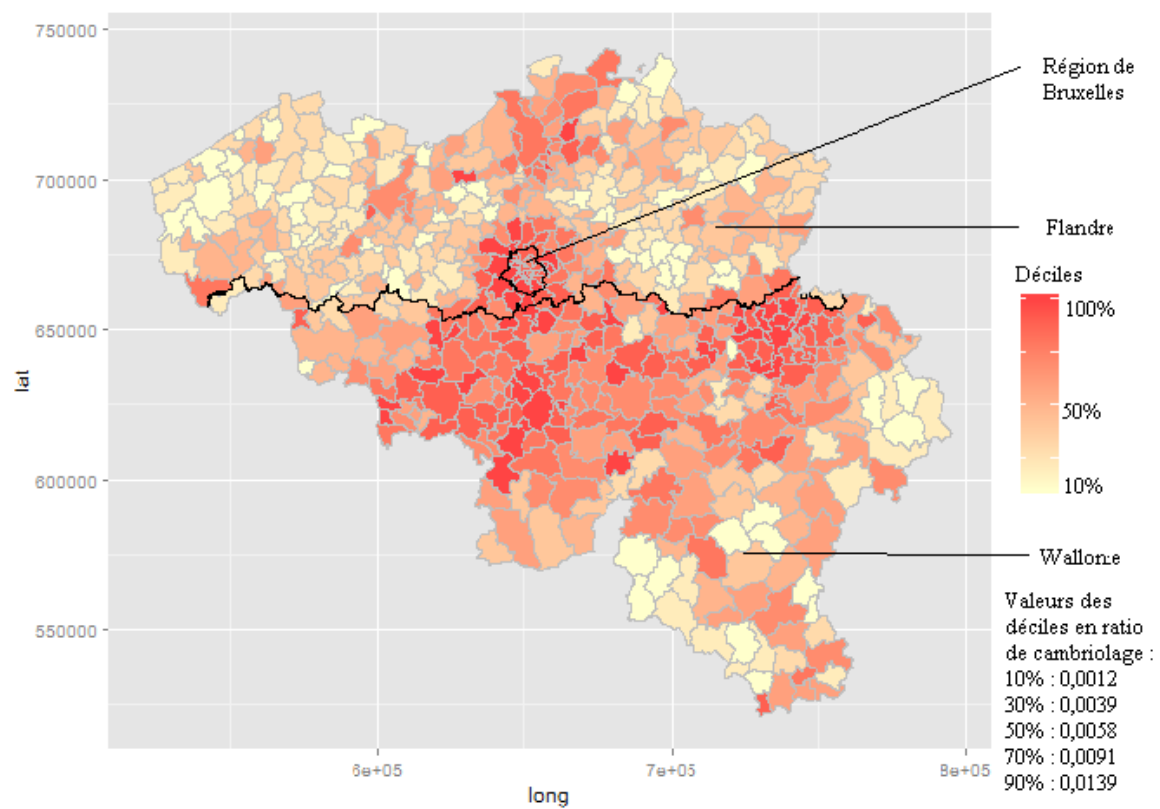 750000
700000
650000
600000
550000
lat
6e+05
7e+05
8e+05
long
Région de
Bruxelles
Flandre
Déciles
100%
50%
10%
Wallonie
Valeurs des
déciles en ratio
de cambriolage :
10% : 0,0012
30% : 0,0039
50% : 0,0058
70% : 0,0091
90% : 0,0139